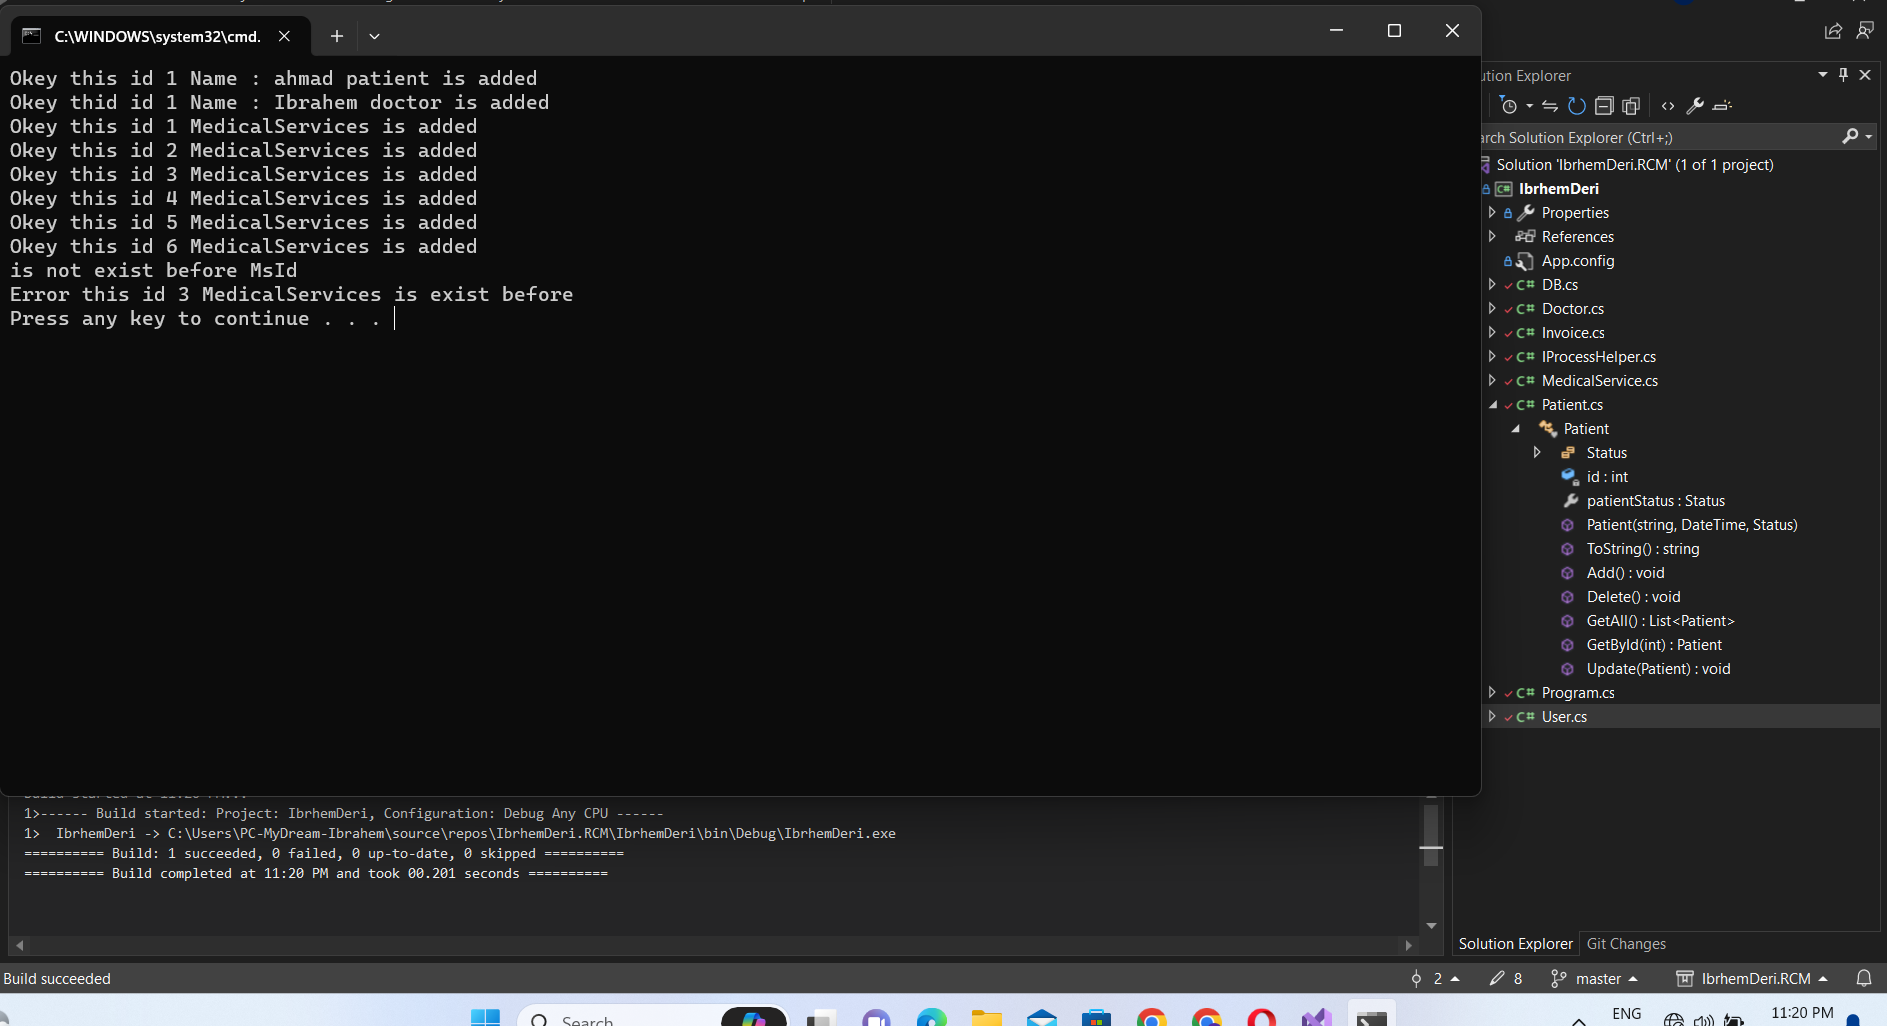 C:\WINDOWS\system32\cmd.
Okey this id 1 Name : ahmad patient is added
Okey thid id 1 Name : Ibrahem doctor is added
Okey this id 1 MedicalServices is added
Okey this id 2 MedicalServices is added
Okey this id 3 MedicalServices is added
Okey this id 4 MedicalServices is added
Okey this id 5 MedicalServices is added
Okey this id 6 MedicalServices is added
is not exist before MsId
Error this id 3 MedicalServices is exist before
Press any key to continue . . .
1>------ Build started: Project: IbrhemDeri, Configuration: Debug Any CPU ------
1>  IbrhemDeri -> C:\Users\PC-MyDream-Ibrahem\source\repos\IbrhemDeri.RCM\IbrhemDeri\bin\Debug\IbrhemDeri.exe
========== Build: 1 succeeded, 0 failed, 0 up-to-date, 0 skipped ==========
========== Build completed at 11:20 PM and took 00.201 seconds ==========
ution Explorer
arch Solution Explorer (Ctrl+;)
Solution 'IbrhemDeri.RCM' (1 of 1 project)
C# IbrhemDeri
Properties
References
App.config
C# DB.cs
C# Doctor.cs
C# Invoice.cs
C# IProcessHelper.cs
C# MedicalService.cs
C# Patient.cs
Patient
Status
id : int
patientStatus : Status
Patient(string, DateTime, Status)
ToString() : string
Add() : void
Delete() : void
GetAll() : List<Patient>
GetById(int) : Patient
Update(Patient) : void
C# Program.cs
C# User.cs
Solution Explorer Git Changes
Build succeeded
2 8 master IbrhemDeri.RCM
Search
ENG 11:20 PM